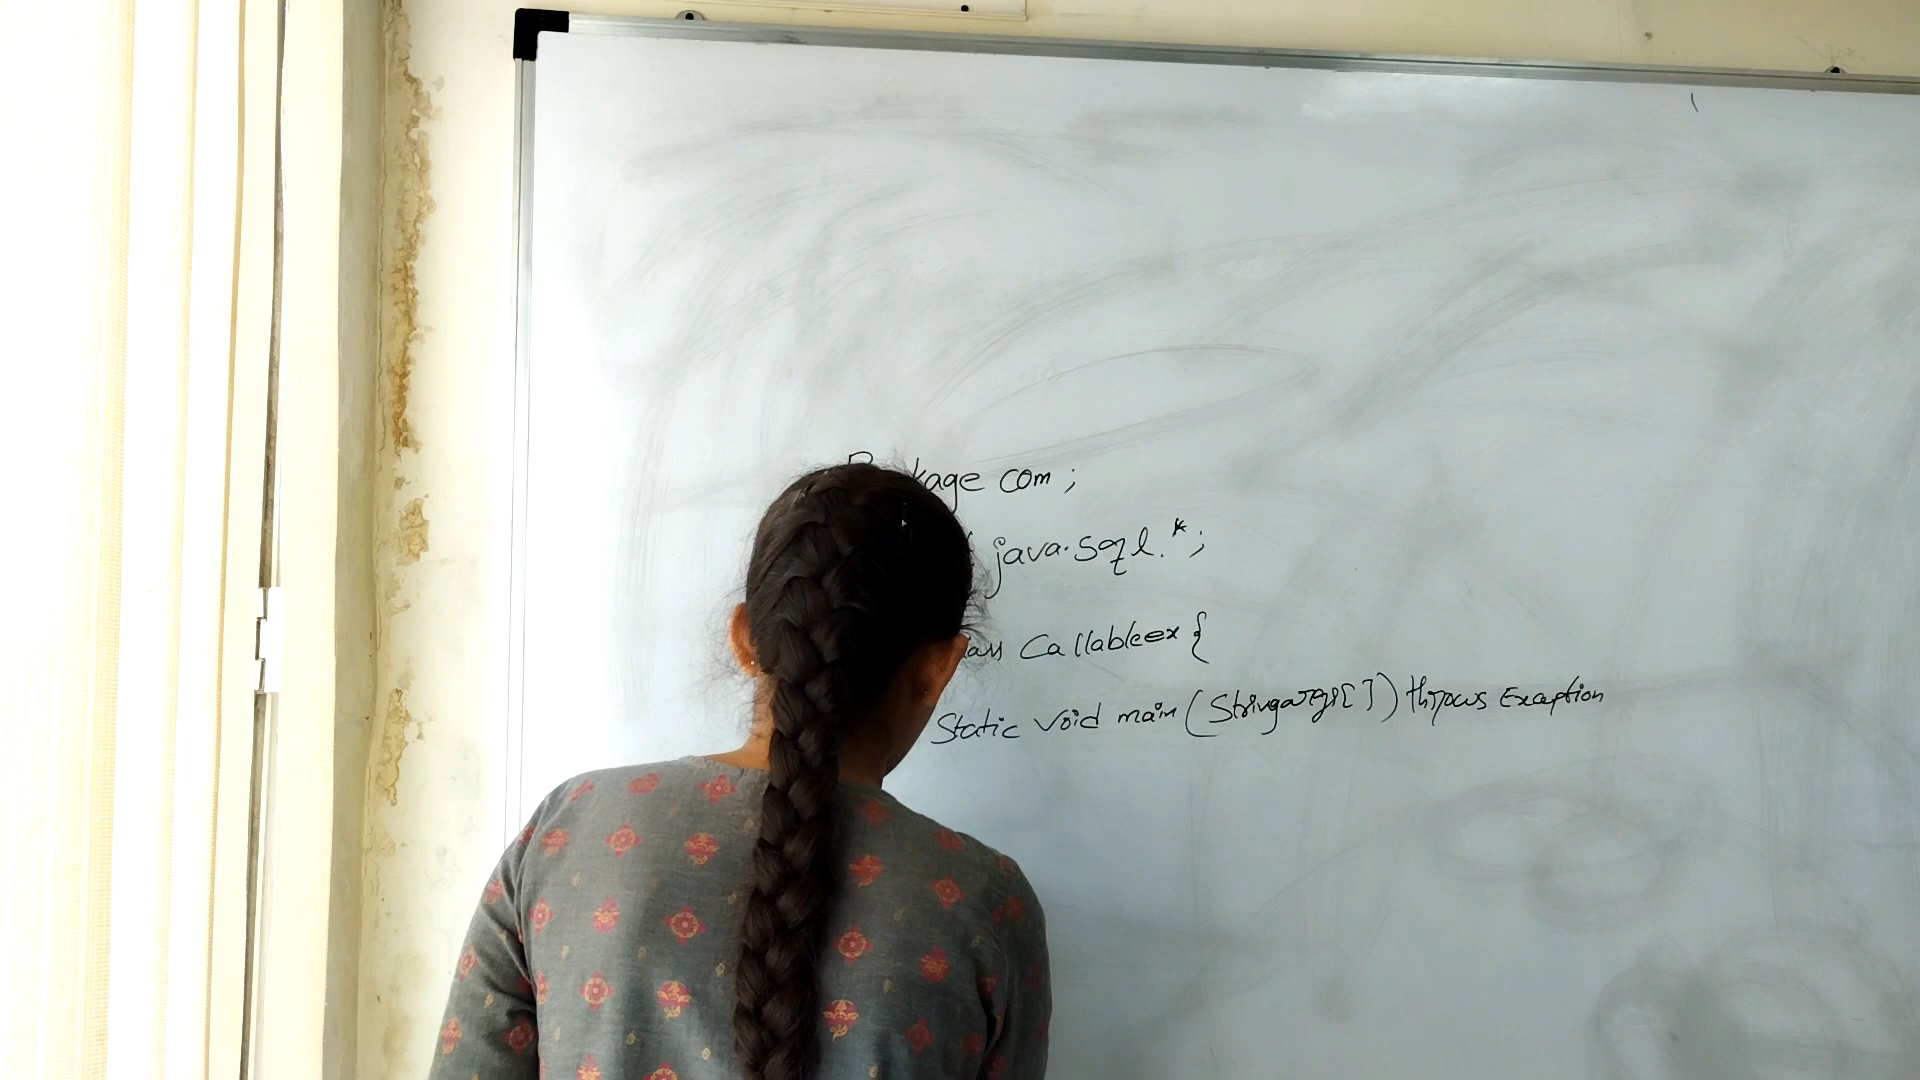 Package com;
java.sql.*;
class Callableex {
Static void main (String args[]) throws Exception